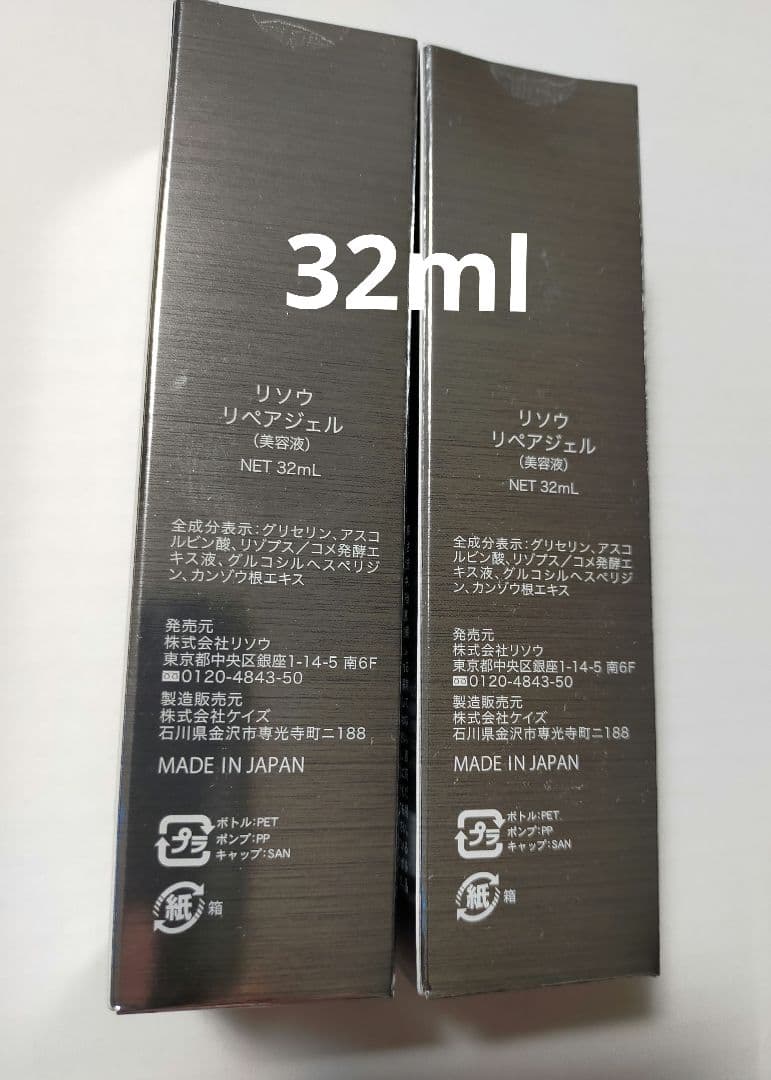 32ml
リソウ
リペアジェル
(美容液)
NET 32mL
全成分表示:グリセリン、アスコ
ルビン酸、リゾプス/コメ発酵エ
キス液、グルコシルヘスペリジ
ン、カンゾウ根エキス
発売元
株式会社リソウ
東京都中央区銀座1-14-5 南6F
0120-4843-50
製造販売元
株式会社ケイズ
石川県金沢市専光寺町ニ188
MADE IN JAPAN
プラ
ボトル:PET
ポンプ:PP
キャップ:SAN
紙 箱
リソウ
リペアジェル
(美容液)
NET 32mL
全成分表示:グリセリン、アスコ
ルビン酸、リゾプス/コメ発酵エ
キス液、グルコシルヘスペリジ
ン、カンゾウ根エキス
発売元
株式会社リソウ
東京都中央区銀座1-14-5 南6F
0120-4843-50
製造販売元
株式会社ケイズ
石川県金沢市専光寺町ニ188
MADE IN JAPAN
プラ
ボトル:PET
ポンプ:PP
キャップ:SAN
紙 箱